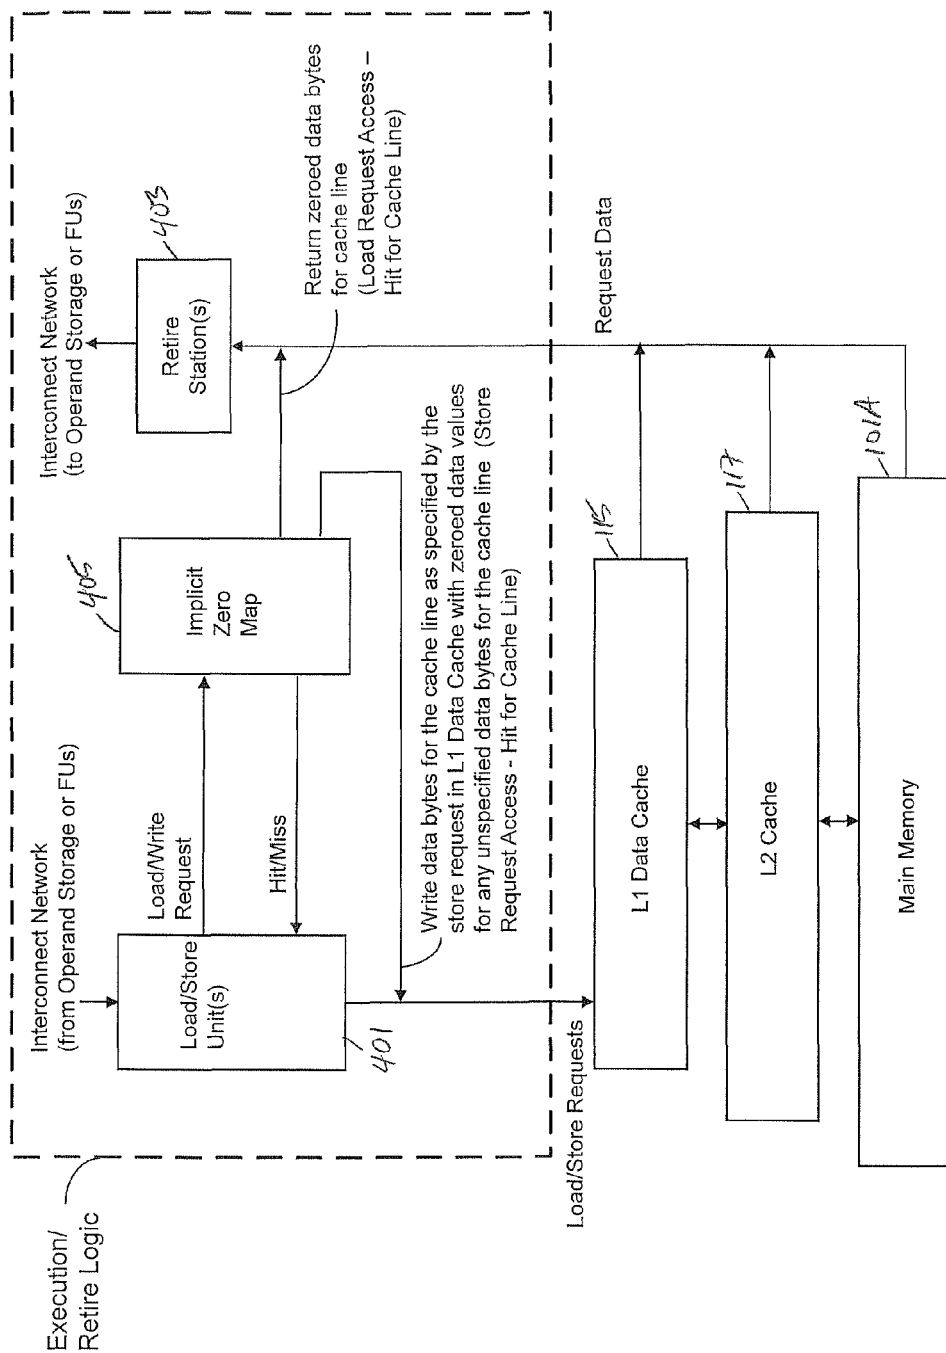 Execution/
Retire Logic
Interconnect Network
(from Operand Storage or FUs)
Load/Store
Unit(s)
401
Load/Write
Request
Hit/Miss
405
Implicit
Zero
Map
Interconnect Network
(to Operand Storage or FUs)
Retire
Station(s)
403
Return zeroed data bytes
for cache line
(Load Request Access –
Hit for Cache Line)
Write data bytes for the cache line as specified by the
store request in L1 Data Cache with zeroed data values
for any unspecified data bytes for the cache line (Store
Request Access - Hit for Cache Line)
Load/Store Requests
Request Data
L1 Data Cache
115
L2 Cache
117
Main Memory
101A